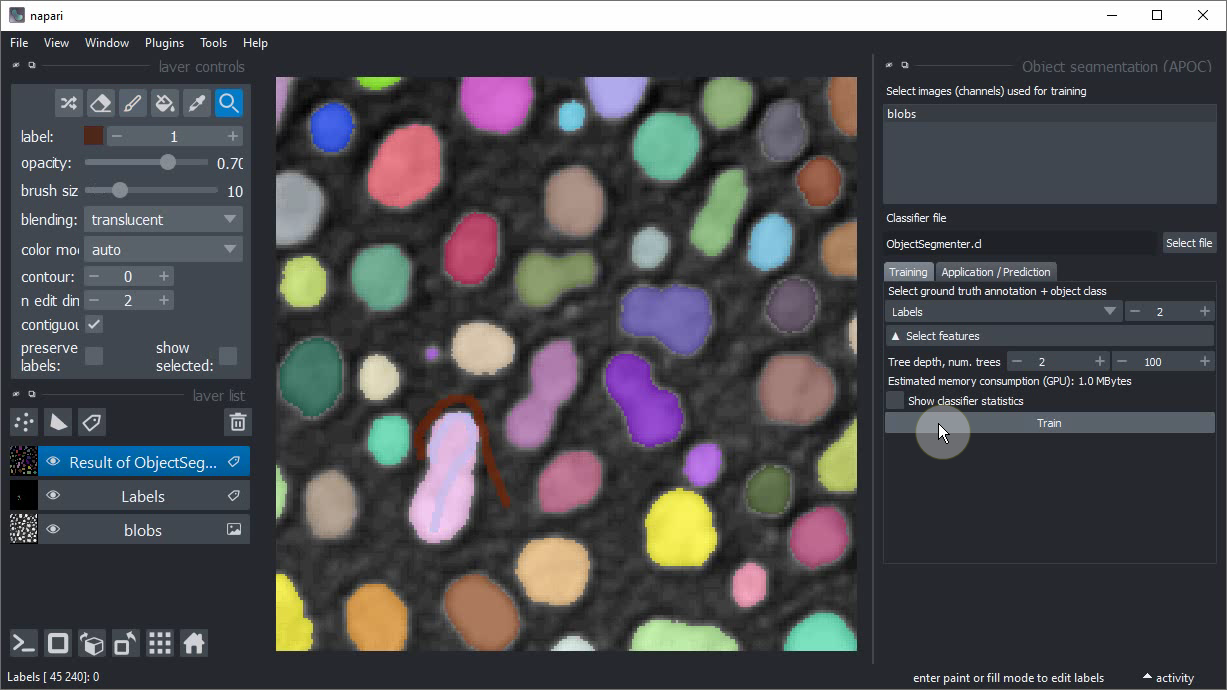 napari
File View Window Plugins Tools Help
layer controls
label: 1
opacity: 0.70
brush siz 10
blending: translucent
color mo auto
contour: 0
n edit din 2
contiguou
preserve labels: show selected:
layer list
Result of ObjectSeg...
Labels
blobs
Labels [ 45 240]: 0
Object segmentation (APOC)
Select images (channels) used for training
blobs
Classifier file
ObjectSegmenter.cl Select file
Training Application / Prediction
Select ground truth annotation + object class
Labels 2
▲ Select features
Tree depth, num. trees 2 100
Estimated memory consumption (GPU): 1.0 MBytes
Show classifier statistics
Train
enter paint or fill mode to edit labels activity